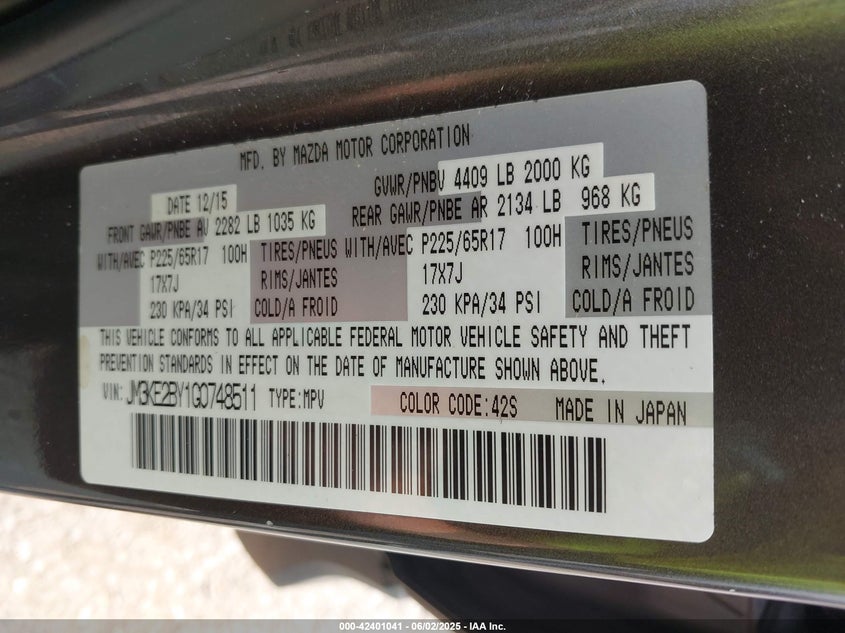 MFD. BY MAZDA MOTOR CORPORATION
DATE 12/15 GVWR/PNBV 4409 LB 2000 KG
FRONT GAWR/PNBE AV 2282 LB 1035 KG REAR GAWR/PNBE AR 2134 LB 968 KG
WITH/AVEC P225/65R17 100H TIRES/PNEUS WITH/AVEC P225/65R17 100H TIRES/PNEUS
17X7J RIMS/JANTES 17X7J RIMS/JANTES
230 KPA/34 PSI COLD/A FROID 230 KPA/34 PSI COLD/A FROID
THIS VEHICLE CONFORMS TO ALL APPLICABLE FEDERAL MOTOR VEHICLE SAFETY AND THEFT
PREVENTION STANDARDS IN EFFECT ON THE DATE OF MANUFACTURE SHOWN ABOVE.
VIN: JM3KE2BY1G0748511 TYPE:MPV COLOR CODE:42S MADE IN JAPAN
000-42401041 - 06/02/2025 - IAA Inc.